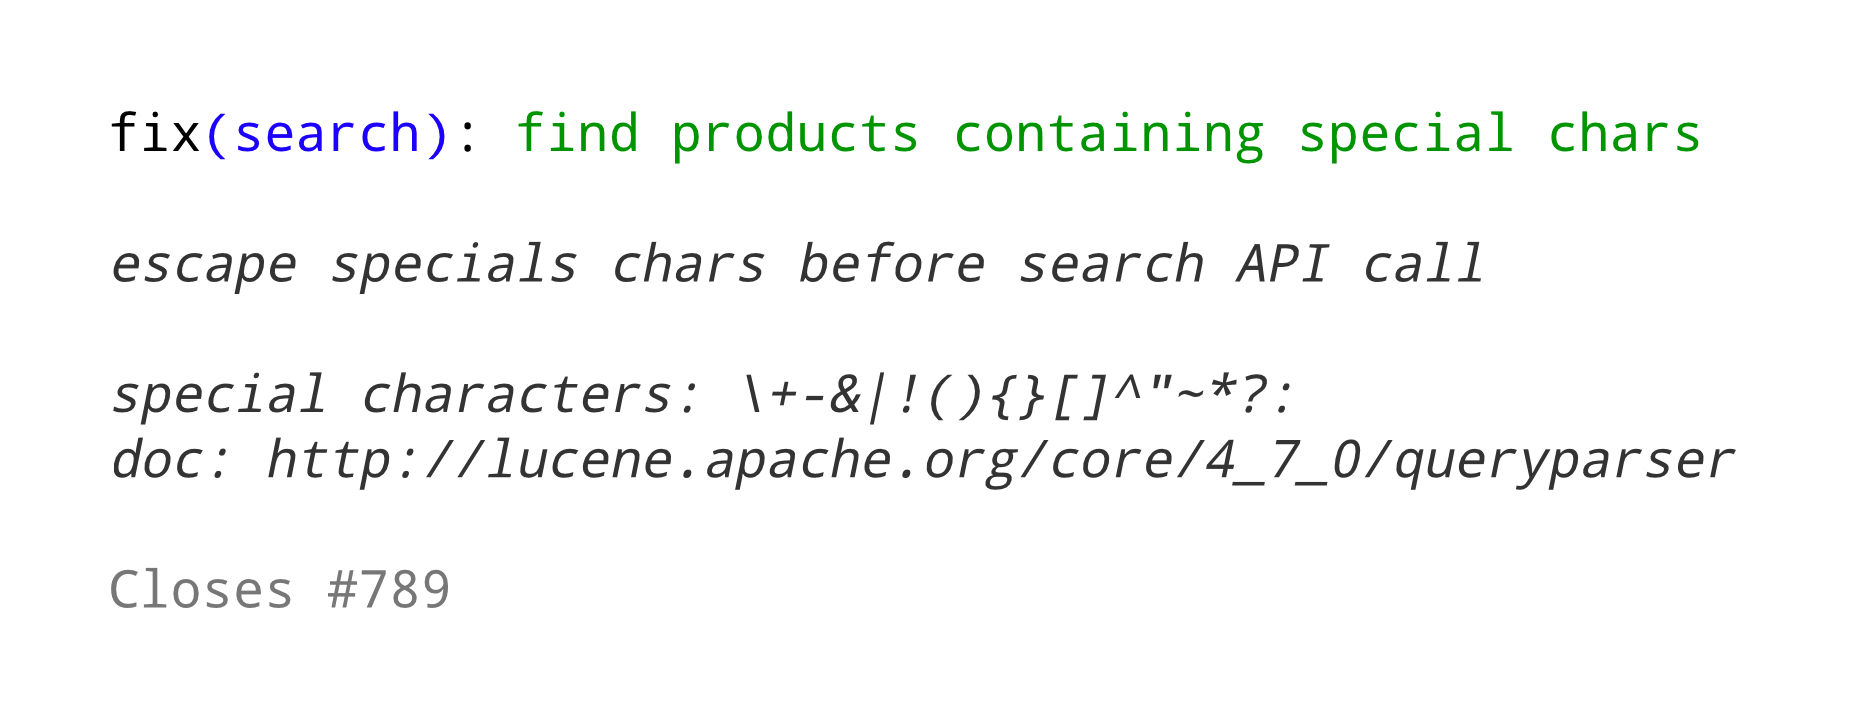 fix(search): find products containing special chars
escape specials chars before search API call
special characters: \+-&|!(){}[]^"~*?:
doc: http://lucene.apache.org/core/4_7_0/queryparser
Closes #789